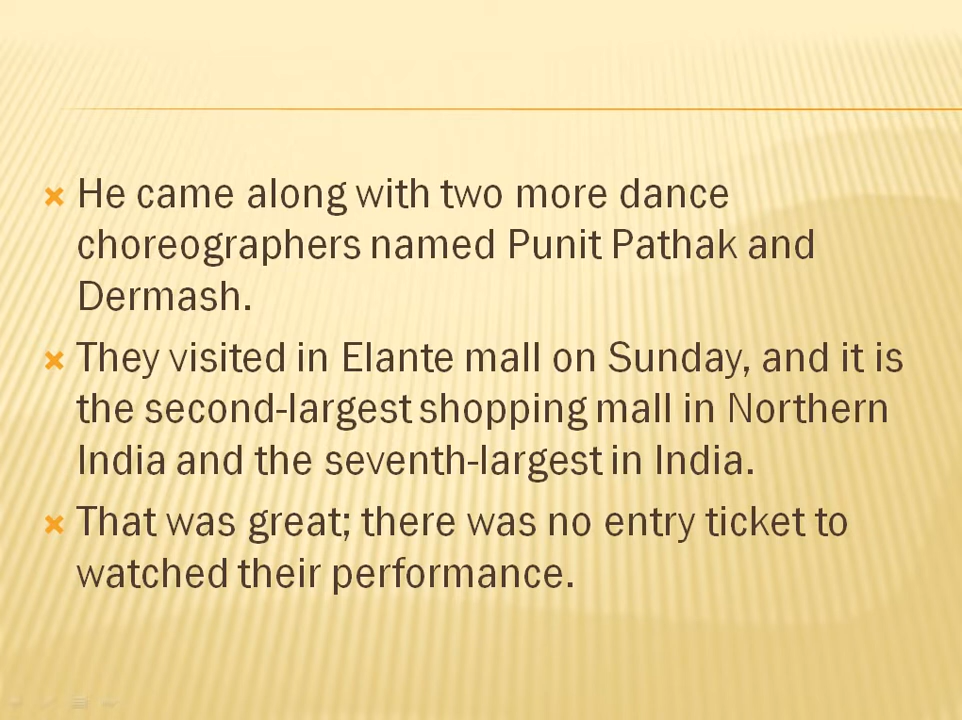 He came along with two more dance
choreographers named Punit Pathak and
Dermash.
They visited in Elante mall on Sunday, and it is
the second-largest shopping mall in Northern
India and the seventh-largest in India.
That was great; there was no entry ticket to
watched their performance.